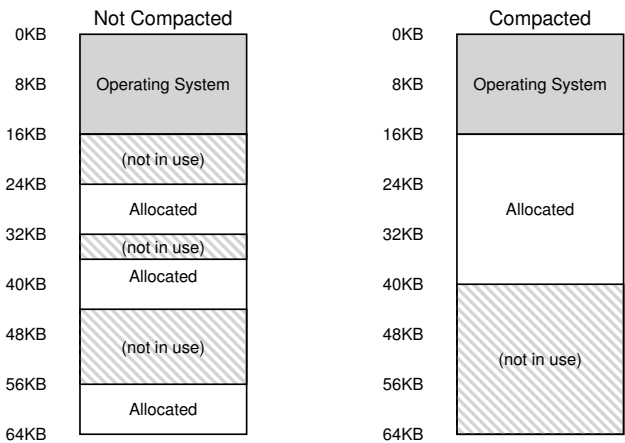 Not Compacted
0KB
8KB
16KB
24KB
32KB
40KB
48KB
56KB
64KB
Operating System
(not in use)
Allocated
(not in use)
Allocated
(not in use)
Allocated
Compacted
0KB
8KB
16KB
24KB
32KB
40KB
48KB
56KB
64KB
Operating System
Allocated
(not in use)